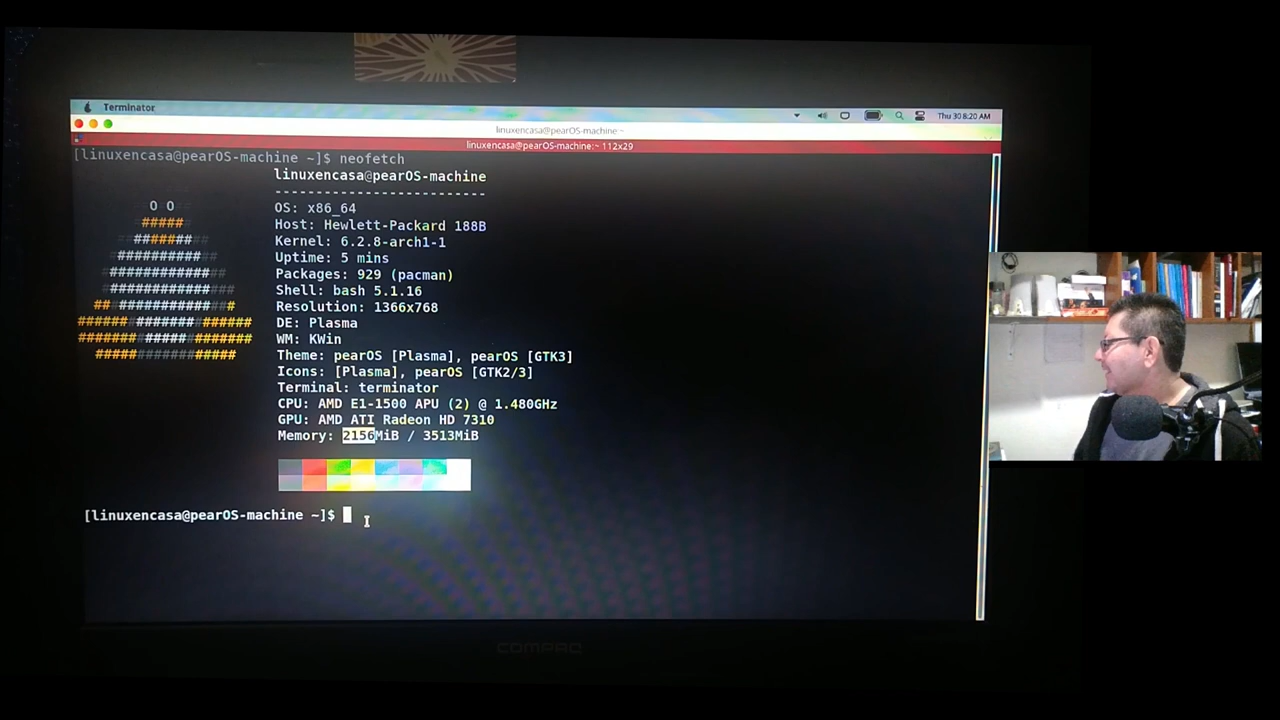 Terminator
Thu 30 8:20 AM
linuxencasa@pearOS-machine ~
linuxencasa@pearOS-machine:~ 112x29
[linuxencasa@pearOS-machine ~]$ neofetch
linuxencasa@pearOS-machine
--------------------------
OS: x86_64
Host: Hewlett-Packard 188B
Kernel: 6.2.8-arch1-1
Uptime: 5 mins
Packages: 929 (pacman)
Shell: bash 5.1.16
Resolution: 1366x768
DE: Plasma
WM: KWin
Theme: pearOS [Plasma], pearOS [GTK3]
Icons: [Plasma], pearOS [GTK2/3]
Terminal: terminator
CPU: AMD E1-1500 APU (2) @ 1.480GHz
GPU: AMD ATI Radeon HD 7310
Memory: 2156MiB / 3513MiB
[linuxencasa@pearOS-machine ~]$
COMPAQ